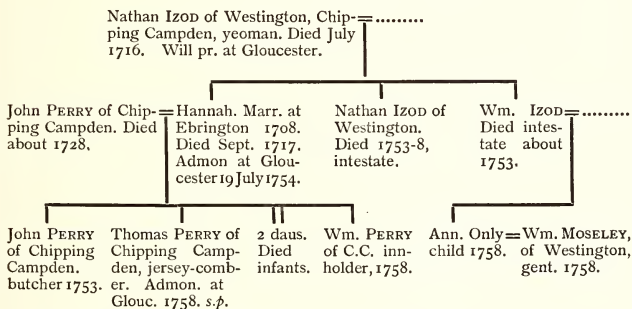 Nathan IZOD of Westington, Chip-=.........
ping Campden, yeoman. Died July
1716. Will pr. at Gloucester.
John PERRY of Chip-=
ping Campden. Died
about 1728.
Hannah. Marr. at
Ebrington 1708.
Died Sept. 1717.
Admon at Glou-
cester 19 July 1754.
Nathan IZOD of
Westington.
Died 1753-8,
intestate.
Wm. IZOD=.........
Died intes-
tate about
1753.
John PERRY
of Chipping
Campden.
butcher 1753.
Thomas PERRY of
Chipping Camp-
den, jersey-comb-
er. Admon. at
Glouc. 1758. s.p.
2 daus.
Died
infants.
Wm. PERRY
of C.C. inn-
holder, 1758.
Ann. Only=
child 1758.
Wm. MOSELEY,
of Westington,
gent. 1758.